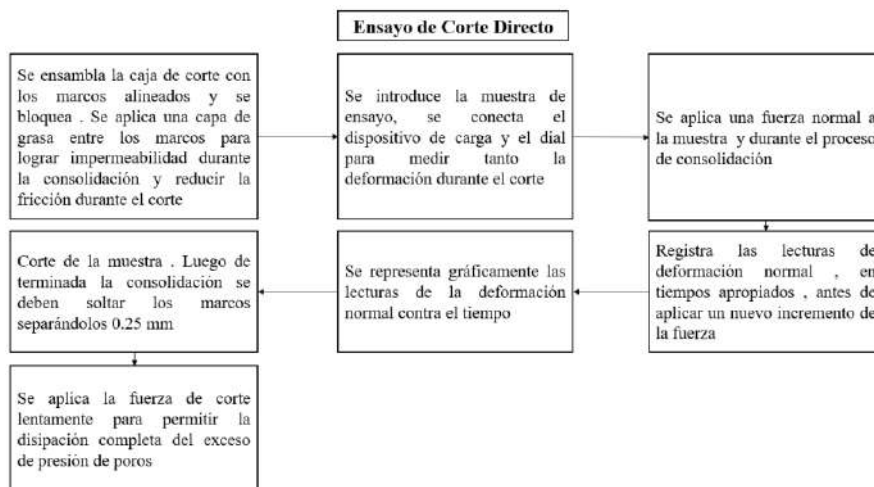 Ensayo de Corte Directo
Se ensambla la caja de corte con
los marcos alineados y se
bloquea . Se aplica una capa de
grasa entre los marcos para
lograr impermeabilidad durante
la consolidación y reducir la
fricción durante el corte
Se introduce la muestra de
ensayo, se conecta el
dispositivo de carga y el dial
para medir tanto la
deformación durante el corte
Se aplica una fuerza normal a
la muestra y durante el proceso
de consolidación
Registra las lecturas de
deformación normal , en
tiempos apropiados , antes de
aplicar un nuevo incremento de
la fuerza
Se representa gráficamente las
lecturas de la deformación
normal contra el tiempo
Corte de la muestra . Luego de
terminada la consolidación se
deben soltar los marcos
separándolos 0.25 mm
Se aplica la fuerza de corte
lentamente para permitir la
disipación completa del exceso
de presión de poros